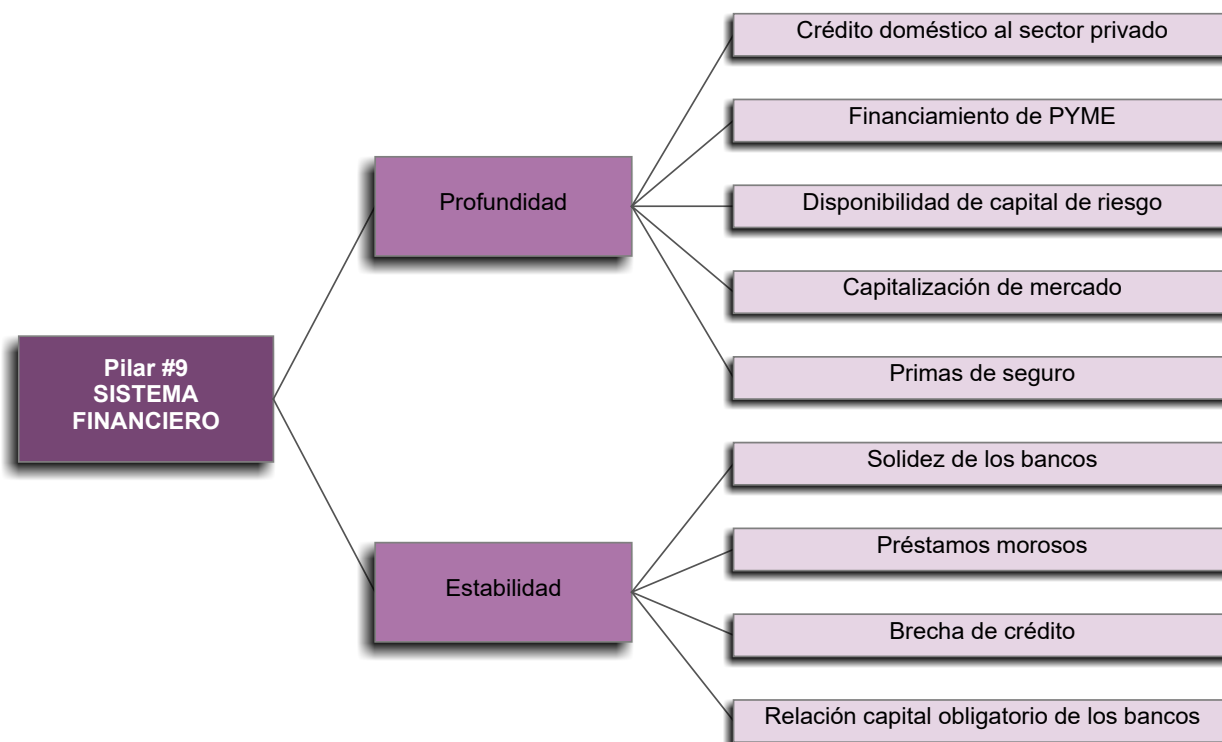 Pilar #9
SISTEMA
FINANCIERO
Profundidad
Crédito doméstico al sector privado
Financiamiento de PYME
Disponibilidad de capital de riesgo
Capitalización de mercado
Primas de seguro
Estabilidad
Solidez de los bancos
Préstamos morosos
Brecha de crédito
Relación capital obligatorio de los bancos